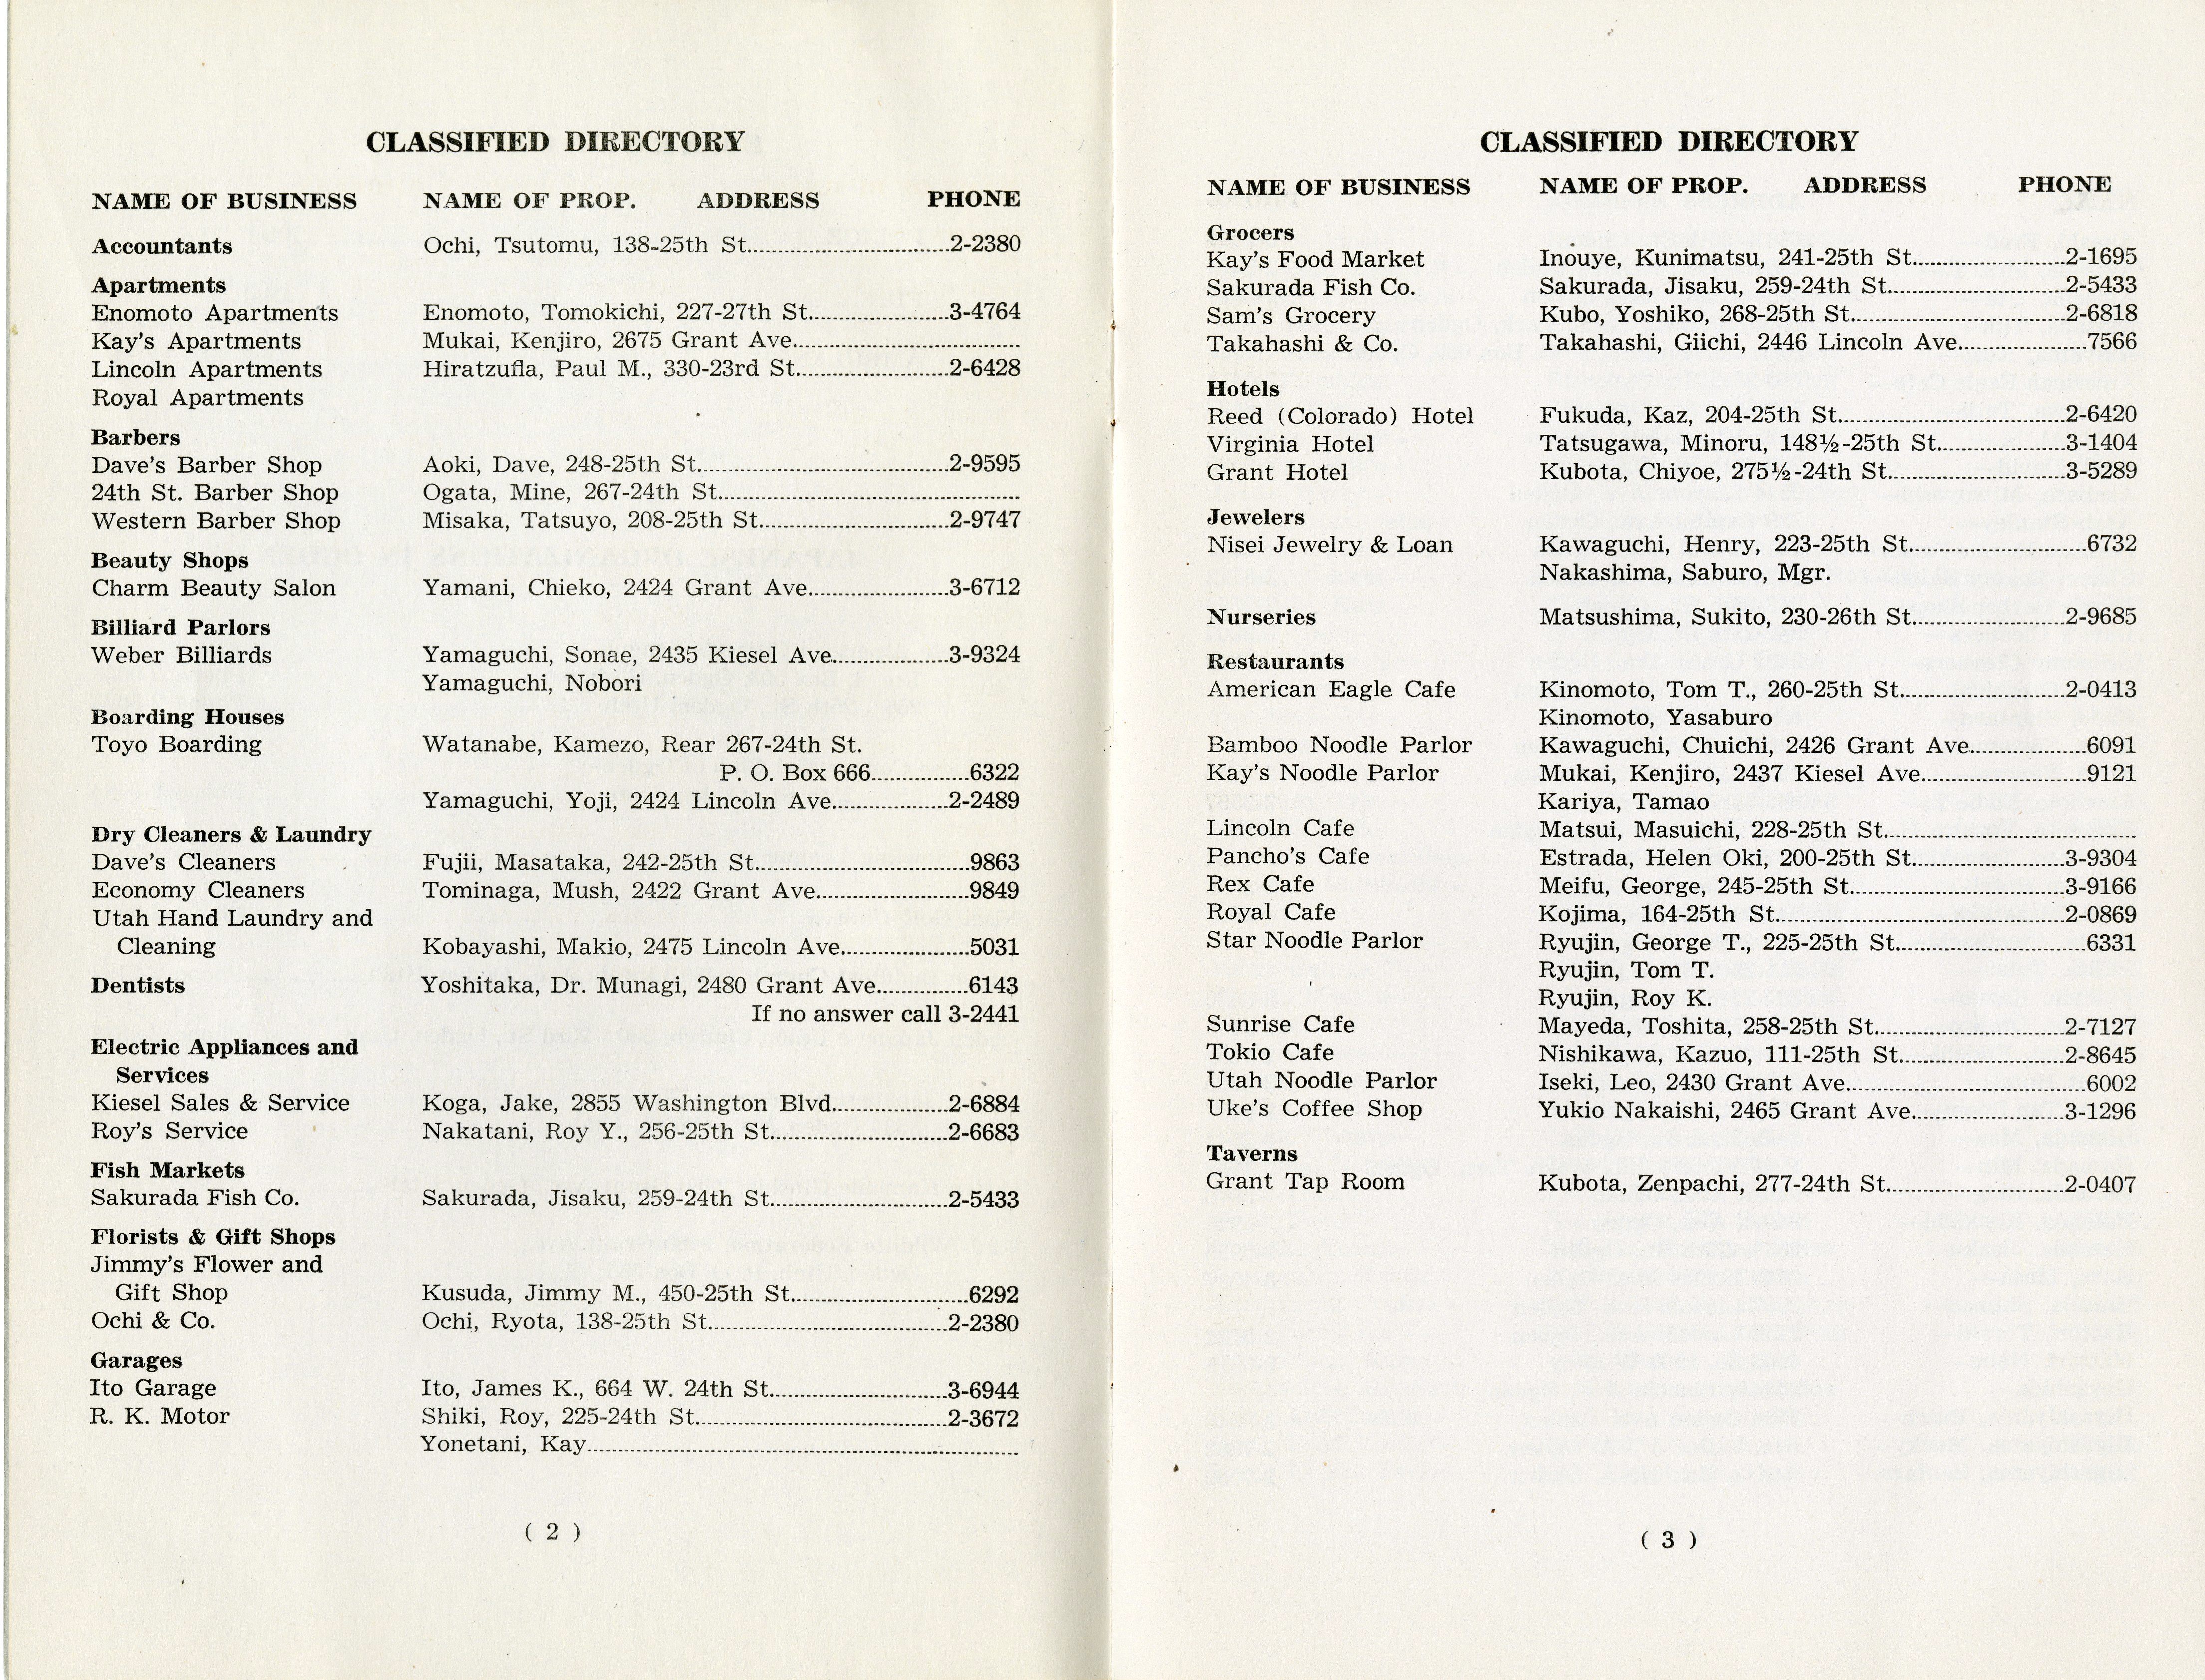 CLASSIFIED DIRECTORY
NAME OF BUSINESS NAME OF PROP. ADDRESS PHONE
Accountants Ochi, Tsutomu, 138-25th St. 2-2380
Apartments
Enomoto Apartments Enomoto, Tomokichi, 227-27th St. 3-4764
Kay's Apartments Mukai, Kenjiro, 2675 Grant Ave.
Lincoln Apartments Hiratzufla, Paul M., 330-23rd St. 2-6428
Royal Apartments
Barbers
Dave's Barber Shop Aoki, Dave, 248-25th St. 2-9595
24th St. Barber Shop Ogata, Mine, 267-24th St.
Western Barber Shop Misaka, Tatsuyo, 208-25th St. 2-9747
Beauty Shops
Charm Beauty Salon Yamani, Chieko, 2424 Grant Ave. 3-6712
Billiard Parlors
Weber Billiards Yamaguchi, Sonae, 2435 Kiesel Ave. 3-9324
Yamaguchi, Nobori
Boarding Houses
Toyo Boarding Watanabe, Kamezo, Rear 267-24th St.
P. O. Box 666 6322
Yamaguchi, Yoji, 2424 Lincoln Ave. 2-2489
Dry Cleaners & Laundry
Dave's Cleaners Fujii, Masataka, 242-25th St. 9863
Economy Cleaners Tominaga, Mush, 2422 Grant Ave. 9849
Utah Hand Laundry and
Cleaning Kobayashi, Makio, 2475 Lincoln Ave. 5031
Dentists Yoshitaka, Dr. Munagi, 2480 Grant Ave. 6143
If no answer call 3-2441
Electric Appliances and
Services
Kiesel Sales & Service Koga, Jake, 2855 Washington Blvd. 2-6884
Roy's Service Nakatani, Roy Y., 256-25th St. 2-6683
Fish Markets
Sakurada Fish Co. Sakurada, Jisaku, 259-24th St. 2-5433
Florists & Gift Shops
Jimmy's Flower and
Gift Shop Kusuda, Jimmy M., 450-25th St. 6292
Ochi & Co. Ochi, Ryota, 138-25th St. 2-2380
Garages
Ito Garage Ito, James K., 664 W. 24th St. 3-6944
R. K. Motor Shiki, Roy, 225-24th St. 2-3672
Yonetani, Kay
( 2 )
CLASSIFIED DIRECTORY
NAME OF BUSINESS NAME OF PROP. ADDRESS PHONE
Grocers
Kay's Food Market Inouye, Kunimatsu, 241-25th St. 2-1695
Sakurada Fish Co. Sakurada, Jisaku, 259-24th St. 2-5433
Sam's Grocery Kubo, Yoshiko, 268-25th St. 2-6818
Takahashi & Co. Takahashi, Giichi, 2446 Lincoln Ave. 7566
Hotels
Reed (Colorado) Hotel Fukuda, Kaz, 204-25th St. 2-6420
Virginia Hotel Tatsugawa, Minoru, 148½-25th St. 3-1404
Grant Hotel Kubota, Chiyoe, 275½-24th St. 3-5289
Jewelers
Nisei Jewelry & Loan Kawaguchi, Henry, 223-25th St. 6732
Nakashima, Saburo, Mgr.
Nurseries Matsushima, Sukito, 230-26th St. 2-9685
Restaurants
American Eagle Cafe Kinomoto, Tom T., 260-25th St. 2-0413
Kinomoto, Yasaburo
Bamboo Noodle Parlor Kawaguchi, Chuichi, 2426 Grant Ave. 6091
Kay's Noodle Parlor Mukai, Kenjiro, 2437 Kiesel Ave. 9121
Kariya, Tamao
Lincoln Cafe Matsui, Masuichi, 228-25th St.
Pancho's Cafe Estrada, Helen Oki, 200-25th St. 3-9304
Rex Cafe Meifu, George, 245-25th St. 3-9166
Royal Cafe Kojima, 164-25th St. 2-0869
Star Noodle Parlor Ryujin, George T., 225-25th St. 6331
Ryujin, Tom T.
Ryujin, Roy K.
Sunrise Cafe Mayeda, Toshita, 258-25th St. 2-7127
Tokio Cafe Nishikawa, Kazuo, 111-25th St. 2-8645
Utah Noodle Parlor Iseki, Leo, 2430 Grant Ave. 6002
Uke's Coffee Shop Yukio Nakaishi, 2465 Grant Ave. 3-1296
Taverns
Grant Tap Room Kubota, Zenpachi, 277-24th St. 2-0407
( 3 )